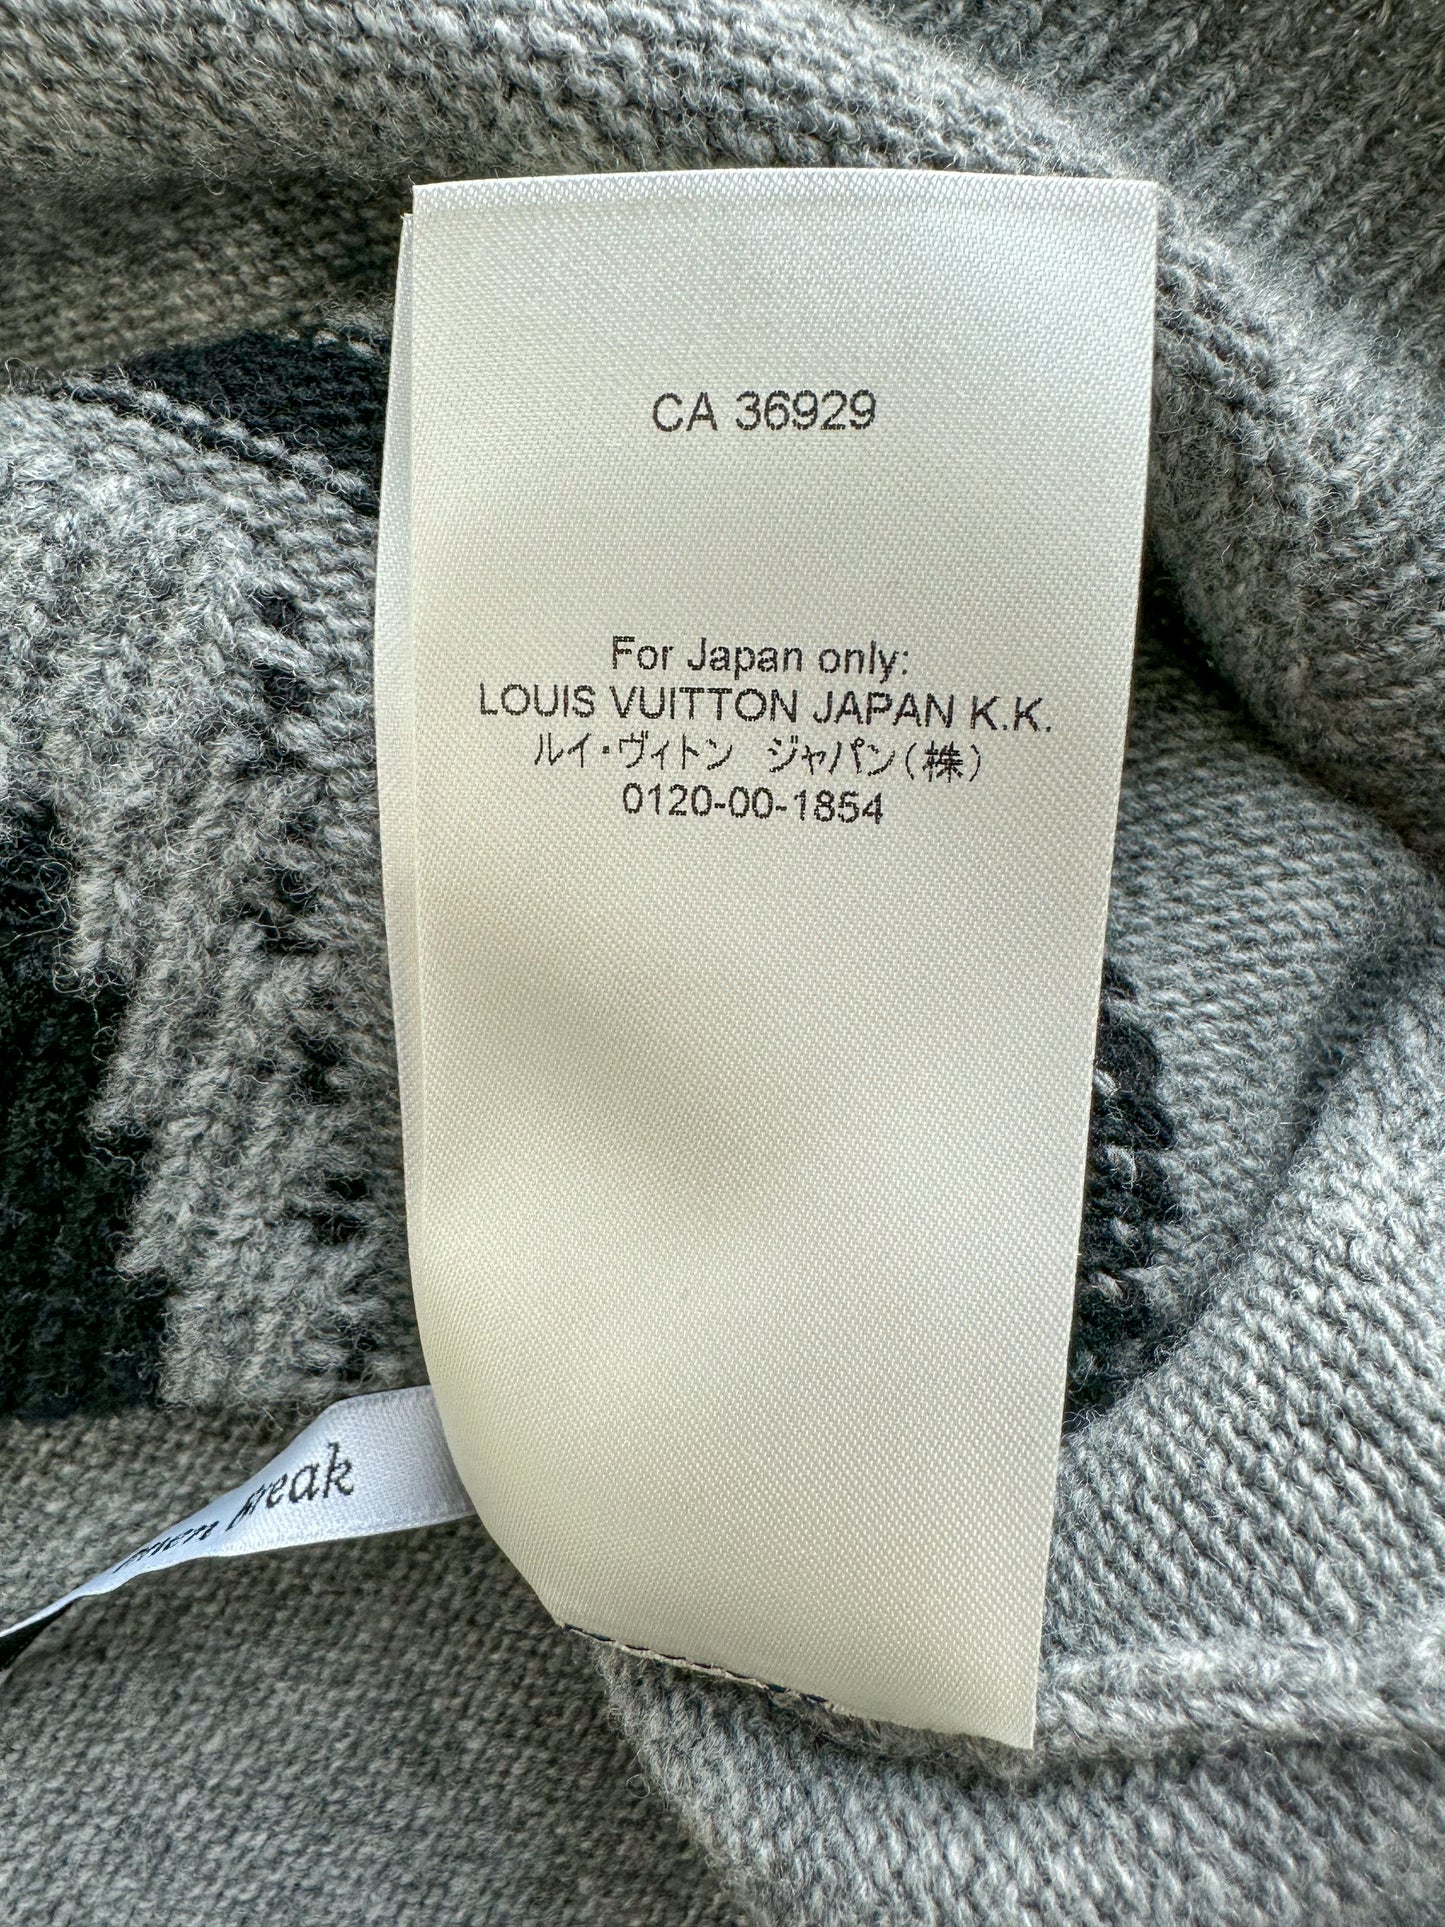 CA 36929
For Japan only:
LOUIS VUITTON JAPAN K.K.
ルイ・ヴィトン　ジャパン(株)
0120-00-1854
Break